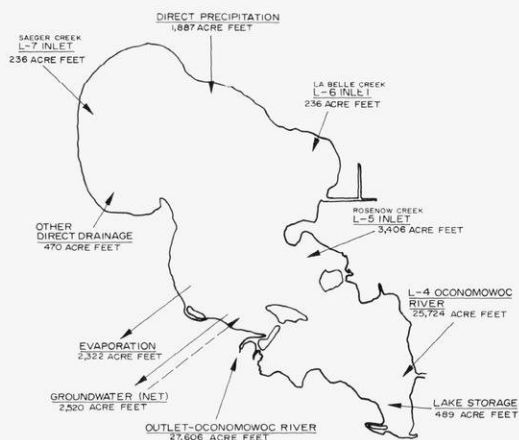 DIRECT PRECIPITATION
1,887 ACRE FEET
SAEGER CREEK
L-7 INLET
236 ACRE FEET
LA BELLE CREEK
L-6 INLET
236 ACRE FEET
ROSENOW CREEK
L-5 INLET
3,406 ACRE FEET
OTHER
DIRECT DRAINAGE
470 ACRE FEET
L-4 OCONOMOWOC
RIVER
25,724 ACRE FEET
EVAPORATION
2,322 ACRE FEET
GROUNDWATER (NET)
2,520 ACRE FEET
LAKE STORAGE
489 ACRE FEET
OUTLET-OCONOMOWOC RIVER
27,606 ACRE FEET